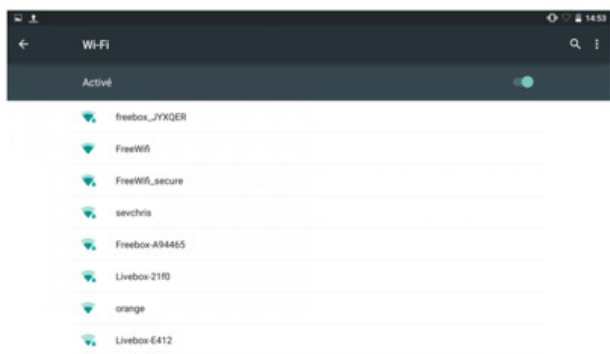 14:53
Wi-Fi
Activé
freebox_JYXQER
FreeWifi
FreeWifi_secure
sevchris
Freebox-A94465
Livebox-21f0
orange
Livebox-E412